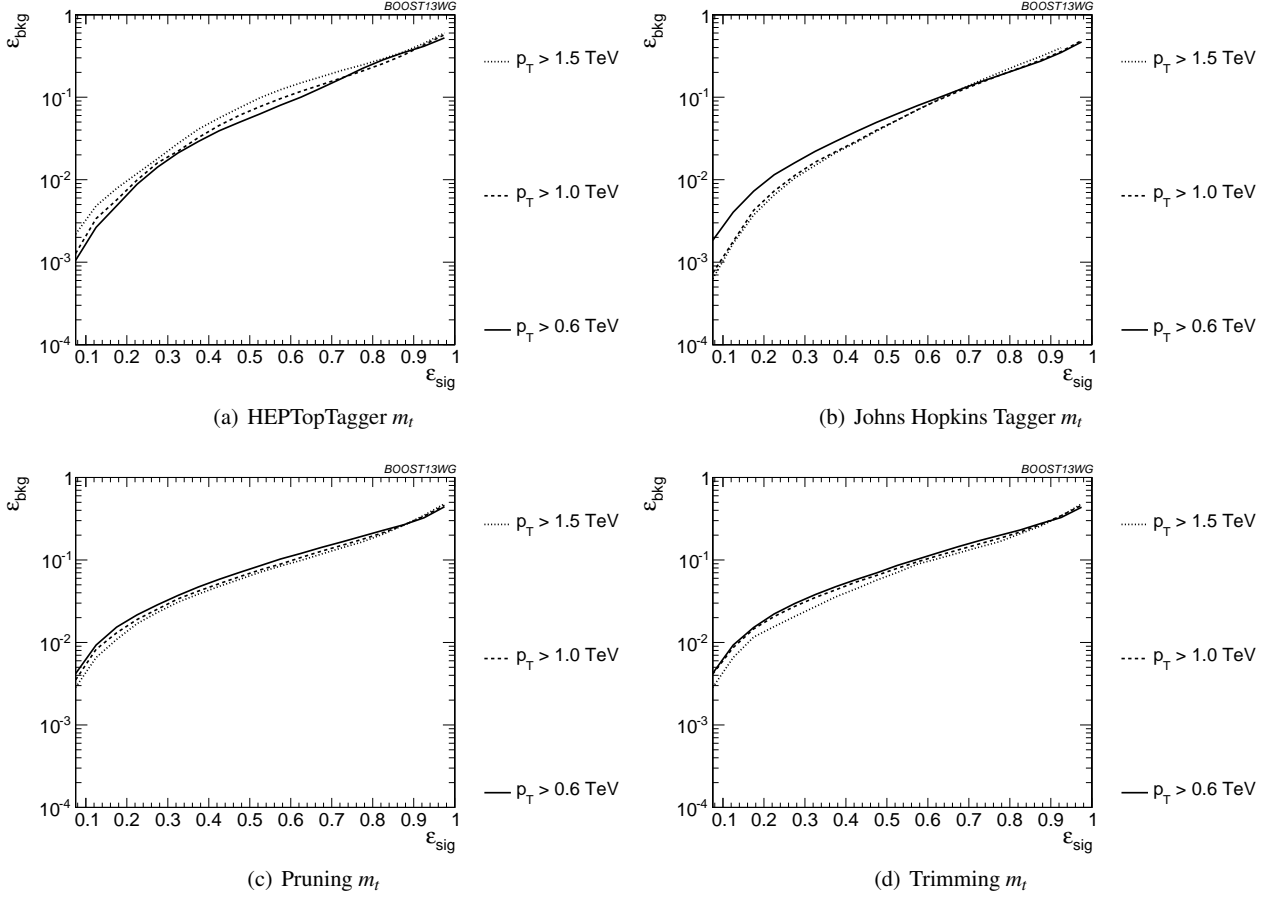 BOOST13WG
ε_bkg
1
10^-1
10^-2
10^-3
10^-4
0.1 0.2 0.3 0.4 0.5 0.6 0.7 0.8 0.9 1
ε_sig
p_T > 1.5 TeV
p_T > 1.0 TeV
p_T > 0.6 TeV
(a) HEPTopTagger m_t
BOOST13WG
ε_bkg
1
10^-1
10^-2
10^-3
10^-4
0.1 0.2 0.3 0.4 0.5 0.6 0.7 0.8 0.9 1
ε_sig
p_T > 1.5 TeV
p_T > 1.0 TeV
p_T > 0.6 TeV
(b) Johns Hopkins Tagger m_t
BOOST13WG
ε_bkg
1
10^-1
10^-2
10^-3
10^-4
0.1 0.2 0.3 0.4 0.5 0.6 0.7 0.8 0.9 1
ε_sig
p_T > 1.5 TeV
p_T > 1.0 TeV
p_T > 0.6 TeV
(c) Pruning m_t
BOOST13WG
ε_bkg
1
10^-1
10^-2
10^-3
10^-4
0.1 0.2 0.3 0.4 0.5 0.6 0.7 0.8 0.9 1
ε_sig
p_T > 1.5 TeV
p_T > 1.0 TeV
p_T > 0.6 TeV
(d) Trimming m_t